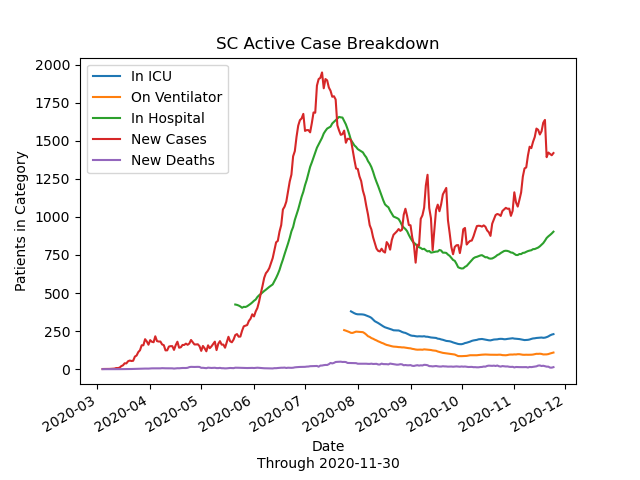 SC Active Case Breakdown
In ICU
On Ventilator
In Hospital
New Cases
New Deaths
Patients in Category
2000
1750
1500
1250
1000
750
500
250
0
2020-03
2020-04
2020-05
2020-06
2020-07
2020-08
2020-09
2020-10
2020-11
2020-12
Date
Through 2020-11-30